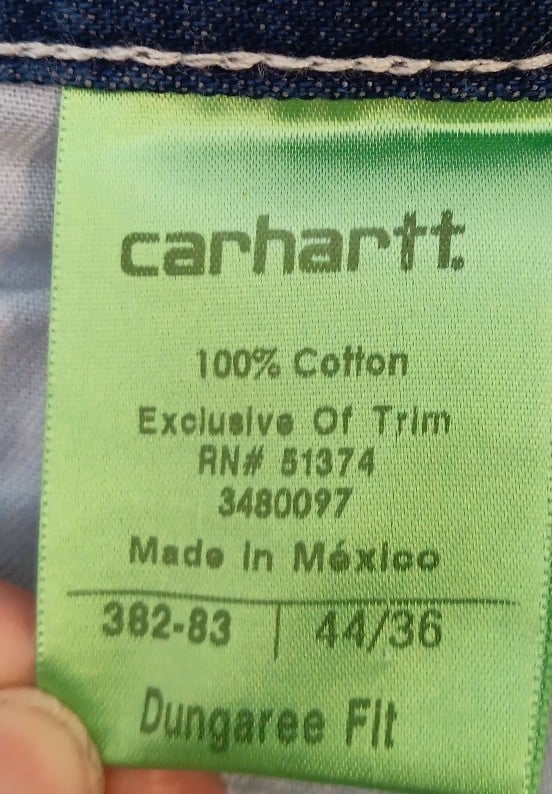 carhartt.
100% Cotton
Exclusive Of Trim
RN# 51374
3480097
Made in México
382-83 | 44/36
Dungaree Fit